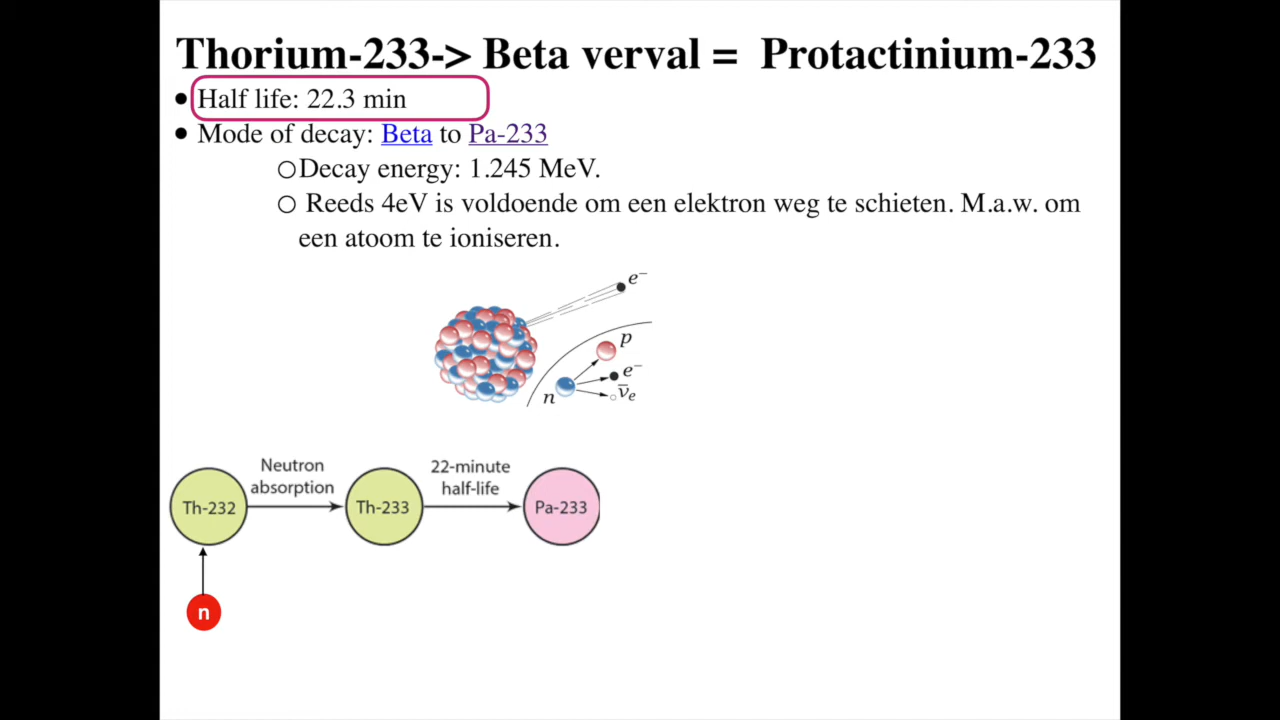 Thorium-233-> Beta verval = Protactinium-233
• Half life: 22.3 min
• Mode of decay: Beta to Pa-233
○Decay energy: 1.245 MeV.
○ Reeds 4eV is voldoende om een elektron weg te schieten. M.a.w. om
een atoom te ioniseren.
e⁻
p
e⁻
n
ν̅e
Neutron
absorption
22-minute
half-life
Th-232
Th-233
Pa-233
n